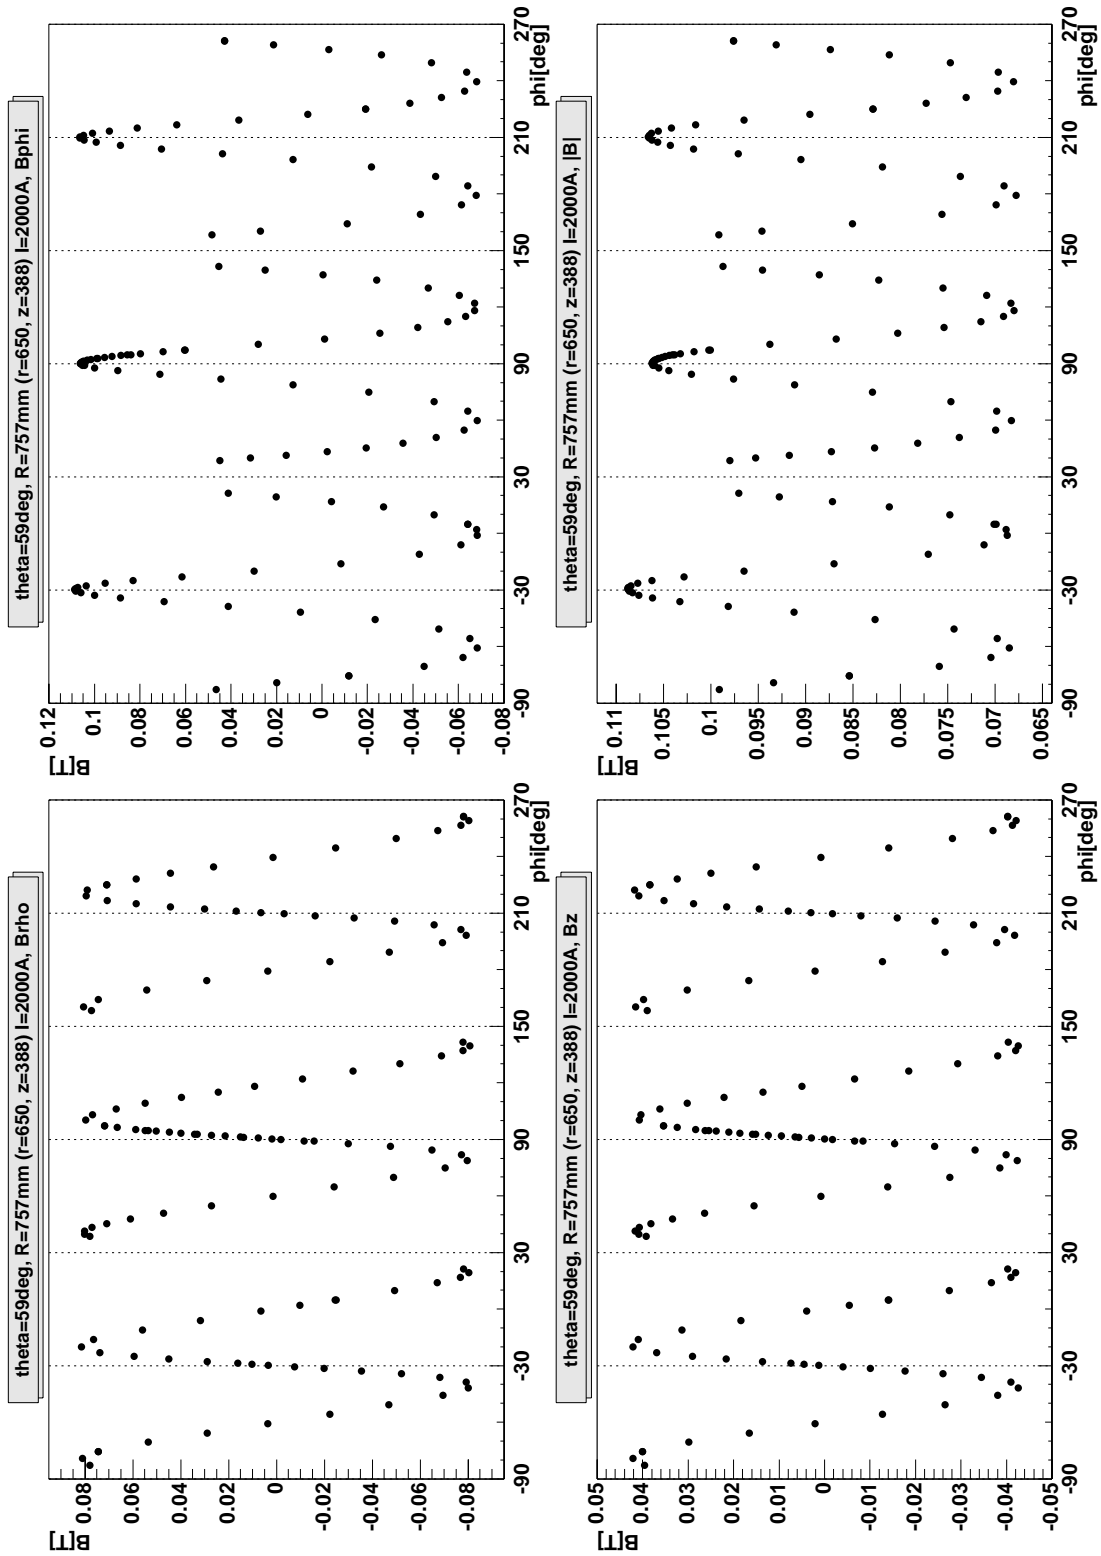 theta=59deg, R=757mm (r=650, z=388) I=2000A, Brho
B[T]
0.08
0.06
0.04
0.02
0
-0.02
-0.04
-0.06
-0.08
-90 -30 30 90 150 210 270
phi[deg]
theta=59deg, R=757mm (r=650, z=388) I=2000A, Bphi
B[T]
0.12
0.1
0.08
0.06
0.04
0.02
0
-0.02
-0.04
-0.06
-0.08
-90 -30 30 90 150 210 270
phi[deg]
theta=59deg, R=757mm (r=650, z=388) I=2000A, Bz
B[T]
0.05
0.04
0.03
0.02
0.01
0
-0.01
-0.02
-0.03
-0.04
-0.05
-90 -30 30 90 150 210 270
phi[deg]
theta=59deg, R=757mm (r=650, z=388) I=2000A, |B|
B[T]
0.11
0.105
0.1
0.095
0.09
0.085
0.08
0.075
0.07
0.065
-90 -30 30 90 150 210 270
phi[deg]